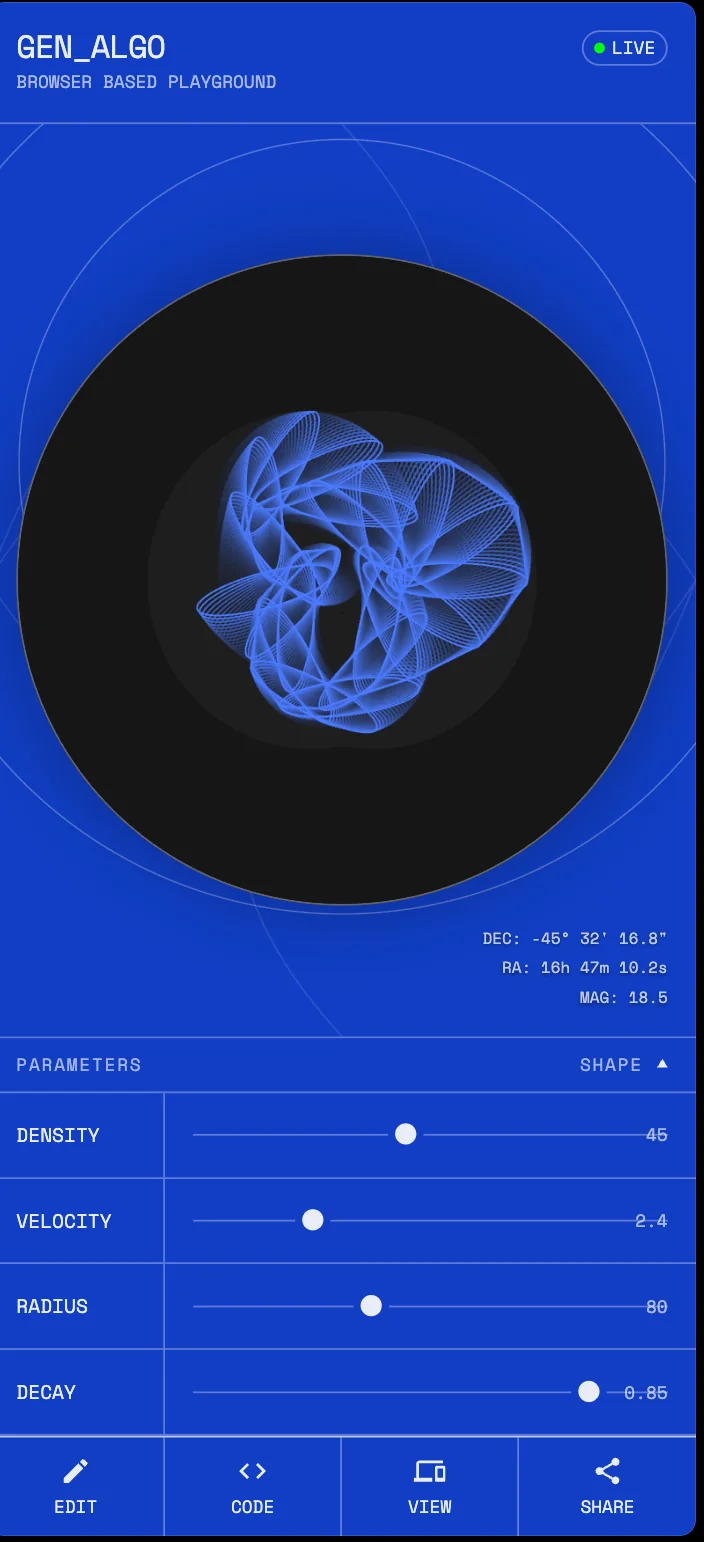 GEN_ALGO
LIVE
BROWSER BASED PLAYGROUND
DEC: -45° 32' 16.8"
RA: 16h 47m 10.2s
MAG: 18.5
PARAMETERS SHAPE ▲
DENSITY 45
VELOCITY 2.4
RADIUS 80
DECAY 0.85
EDIT CODE VIEW SHARE